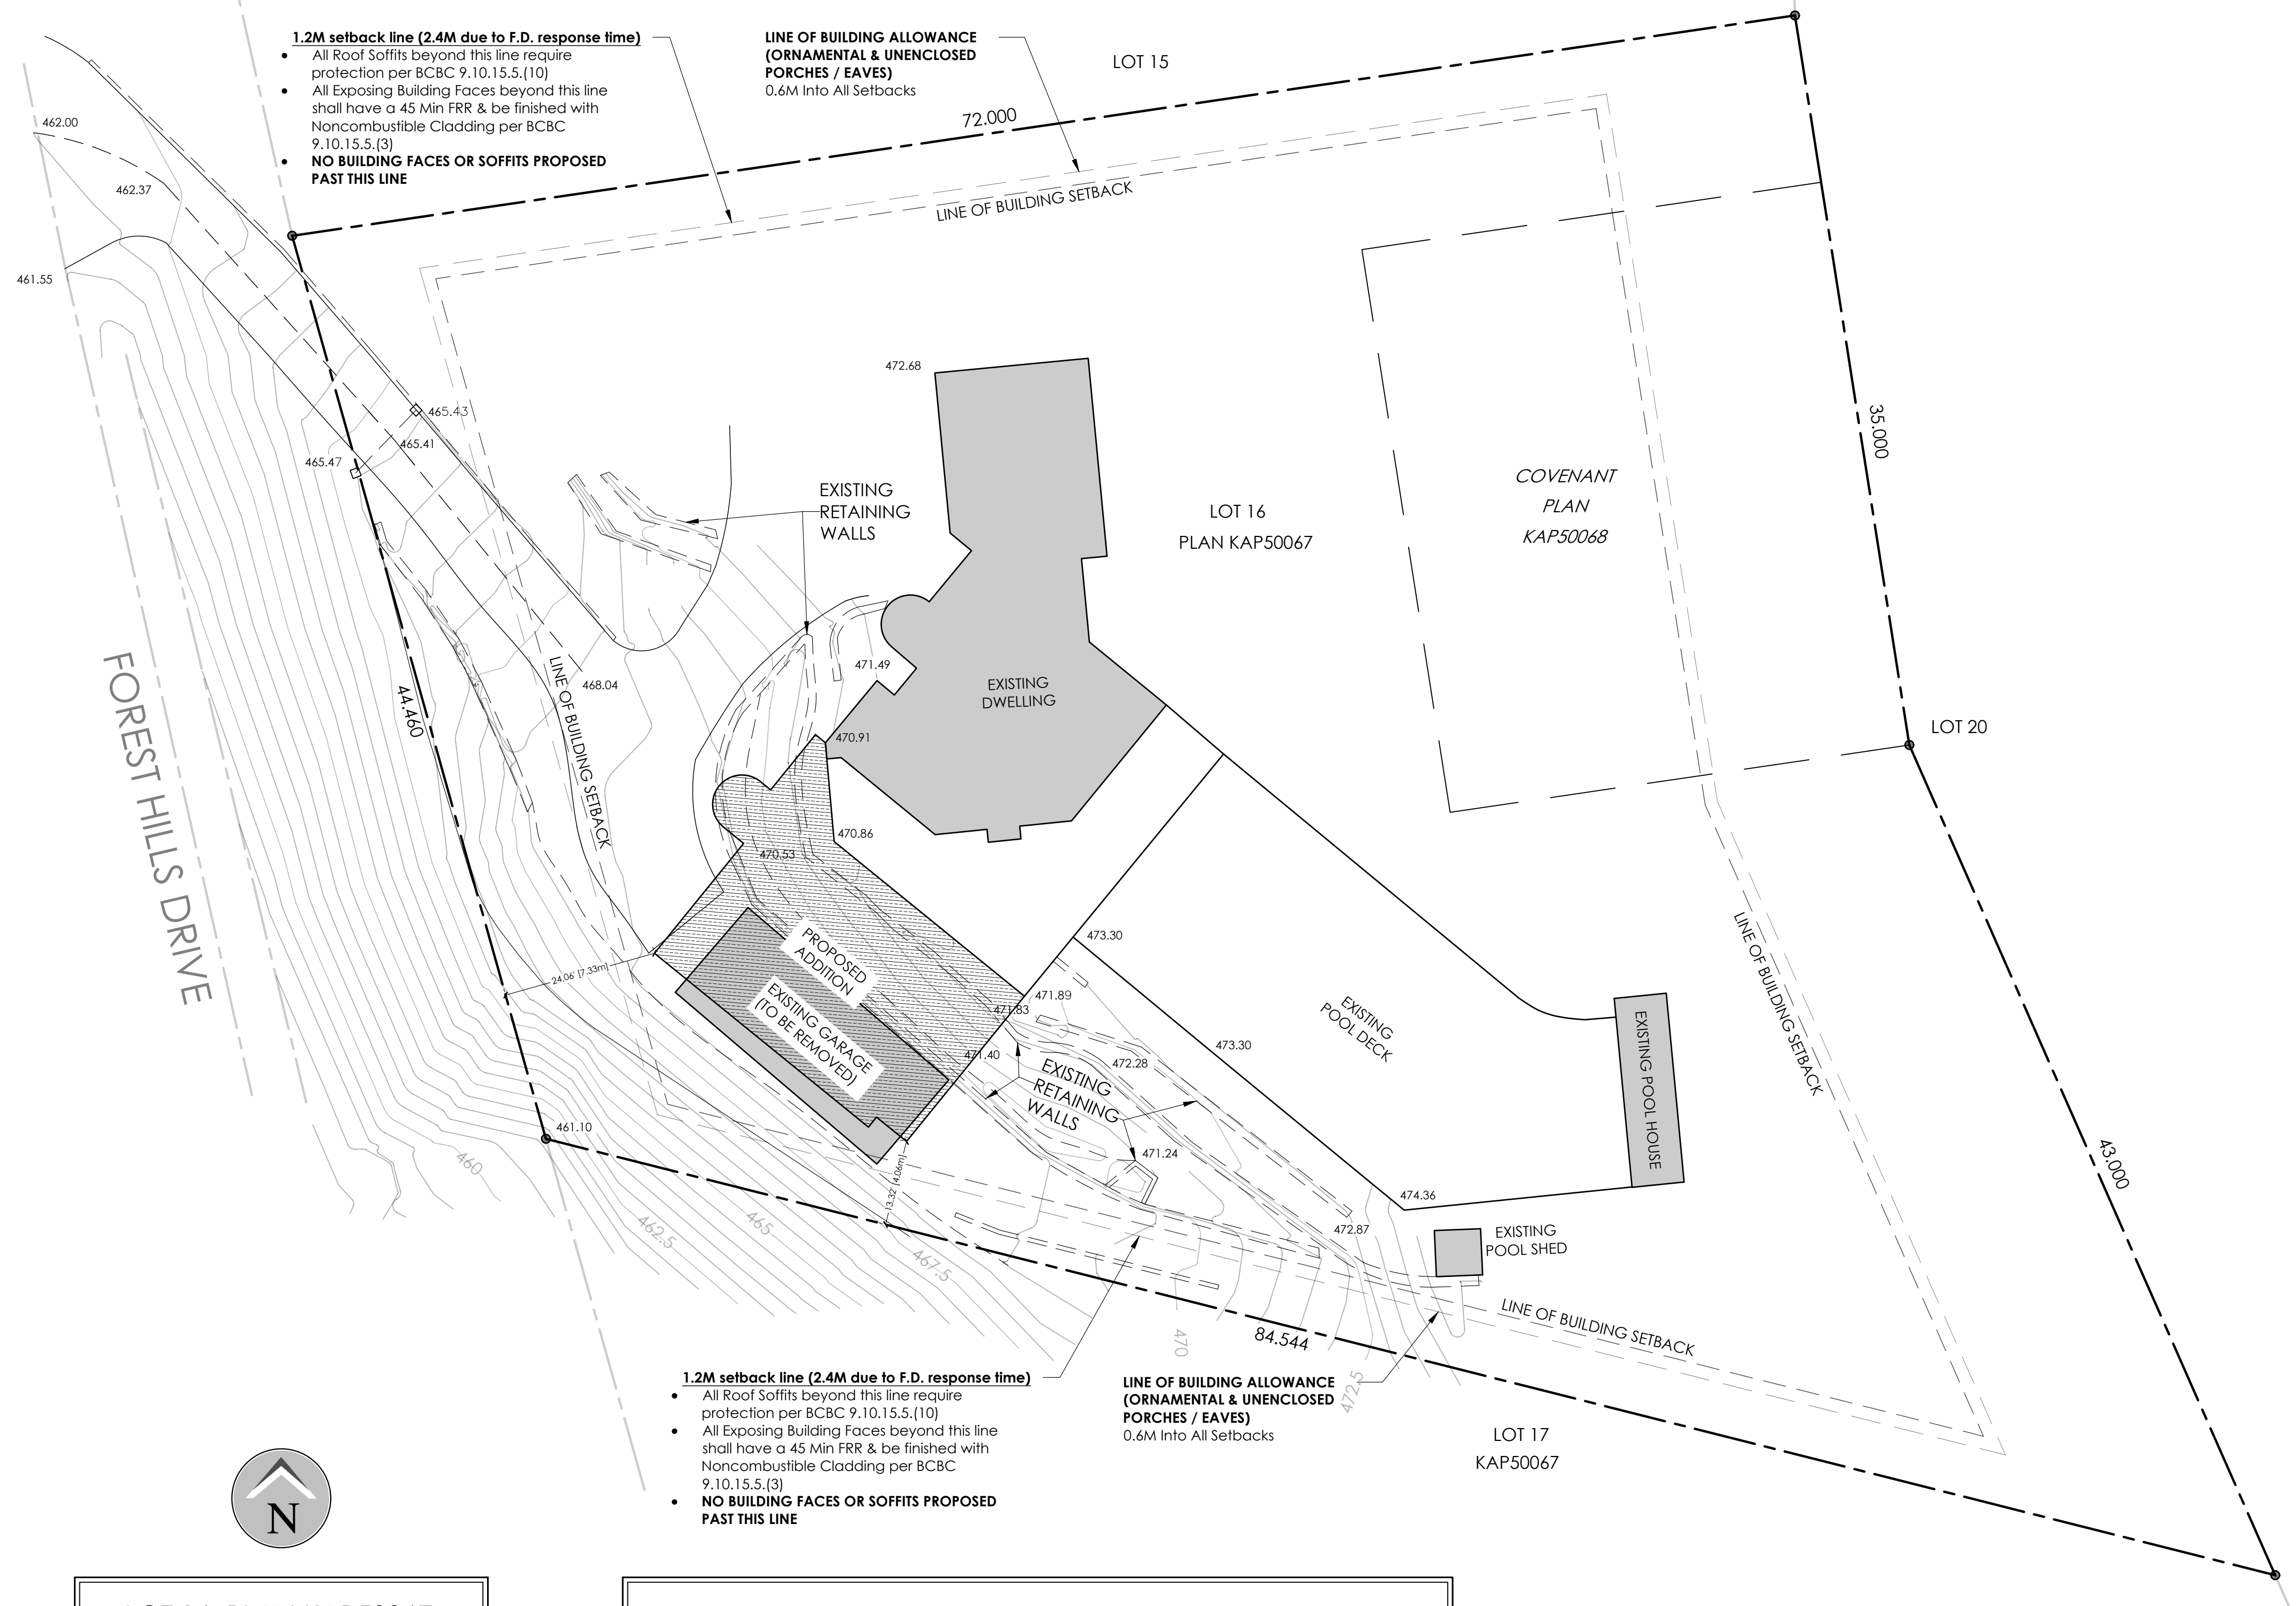 1.2M setback line (2.4M due to F.D. response time)
• All Roof Soffits beyond this line require
protection per BCBC 9.10.15.5.(10)
• All Exposing Building Faces beyond this line
shall have a 45 Min FRR & be finished with
Noncombustible Cladding per BCBC
9.10.15.5.(3)
• NO BUILDING FACES OR SOFFITS PROPOSED
PAST THIS LINE
LINE OF BUILDING ALLOWANCE
(ORNAMENTAL & UNENCLOSED
PORCHES / EAVES)
0.6M Into All Setbacks
LOT 15
72.000
LINE OF BUILDING SETBACK
462.00
462.37
461.55
472.68
465.43
465.41
465.47
35.000
EXISTING
RETAINING
WALLS
LOT 16
PLAN KAP50067
COVENANT
PLAN
KAP50068
FOREST HILLS DRIVE
44.460
LINE OF BUILDING SETBACK
468.04
471.49
EXISTING
DWELLING
470.91
LOT 20
470.86
470.53
PROPOSED
ADDITION
EXISTING GARAGE
(TO BE REMOVED)
24.06' [7.33m]
473.30
471.89
471.83
471.40
EXISTING
POOL DECK
473.30
472.28
EXISTING
RETAINING
WALLS
EXISTING POOL HOUSE
LINE OF BUILDING SETBACK
43.000
461.10
460
462.5
465
467.5
13.32' [4.06m]
471.24
474.36
472.87
EXISTING
POOL SHED
LINE OF BUILDING SETBACK
470
84.544
472.5
1.2M setback line (2.4M due to F.D. response time)
• All Roof Soffits beyond this line require
protection per BCBC 9.10.15.5.(10)
• All Exposing Building Faces beyond this line
shall have a 45 Min FRR & be finished with
Noncombustible Cladding per BCBC
9.10.15.5.(3)
• NO BUILDING FACES OR SOFFITS PROPOSED
PAST THIS LINE
LINE OF BUILDING ALLOWANCE
(ORNAMENTAL & UNENCLOSED
PORCHES / EAVES)
0.6M Into All Setbacks
LOT 17
KAP50067
N